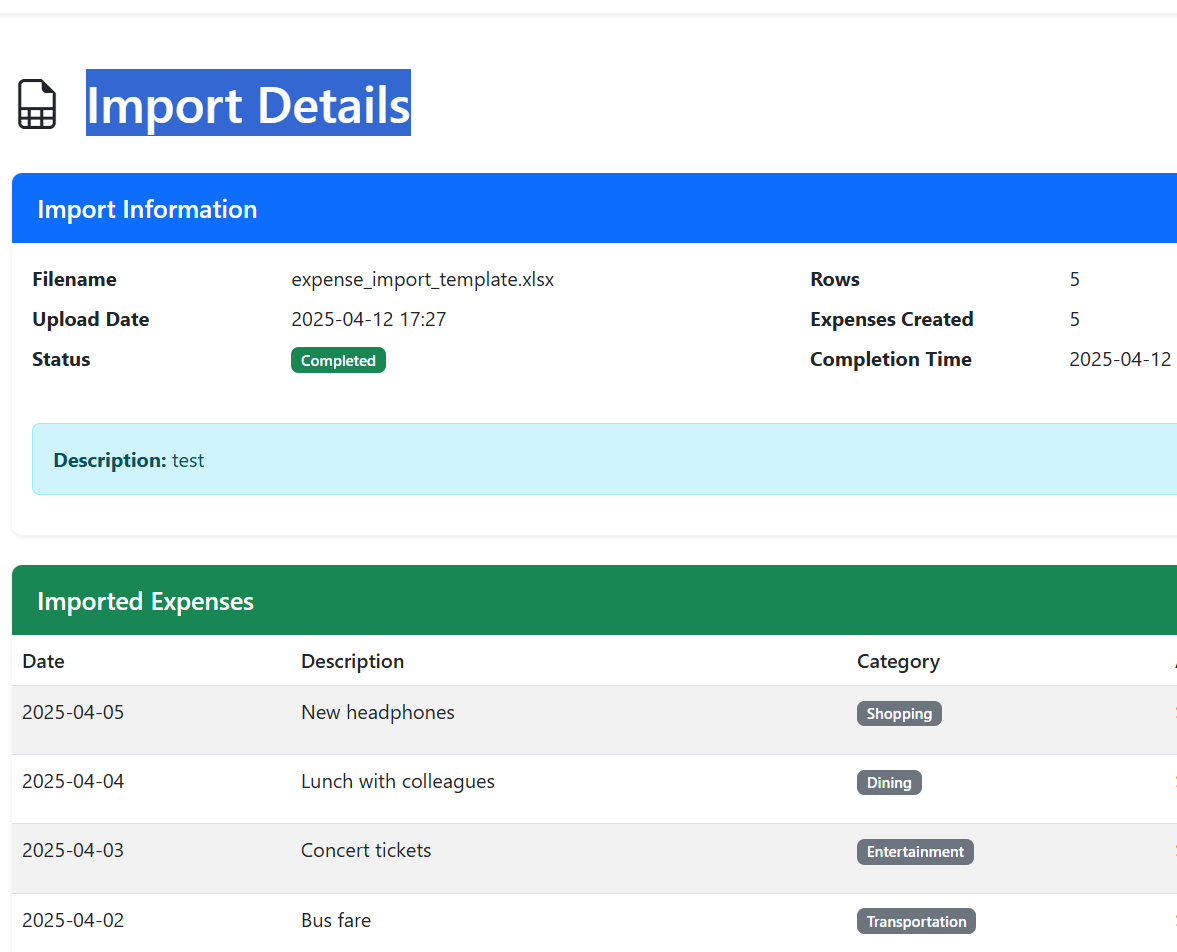 Import Details
Import Information
Filename expense_import_template.xlsx Rows 5
Upload Date 2025-04-12 17:27 Expenses Created 5
Status Completed Completion Time 2025-04-12
Description: test
Imported Expenses
Date Description Category
2025-04-05 New headphones Shopping
2025-04-04 Lunch with colleagues Dining
2025-04-03 Concert tickets Entertainment
2025-04-02 Bus fare Transportation